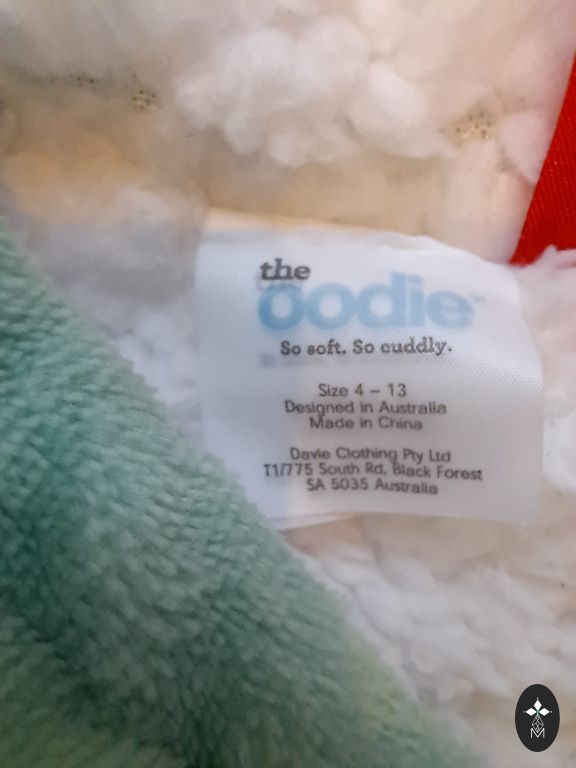 the
oodie™
So soft. So cuddly.
Size 4 – 13
Designed in Australia
Made in China
Davie Clothing Pty Ltd
T1/775 South Rd, Black Forest
SA 5035 Australia
M